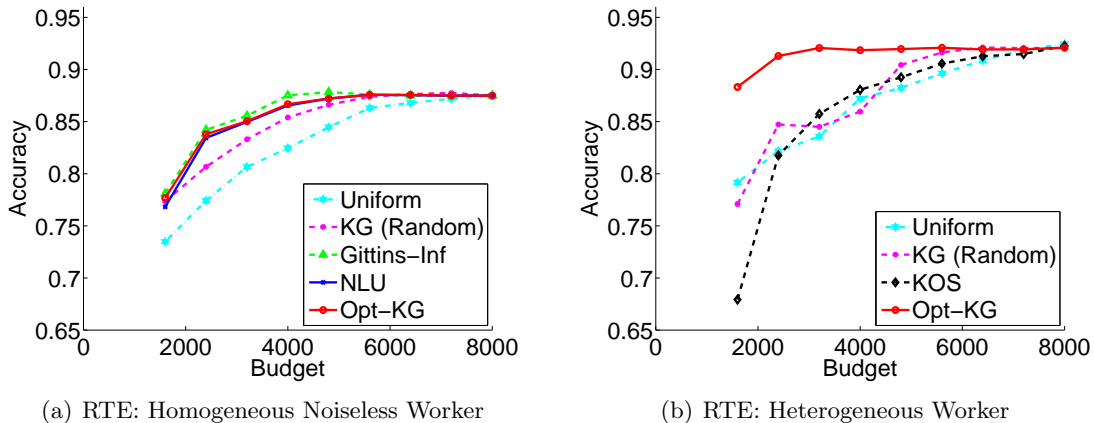 0.95
0.9
0.85
0.8
0.75
0.7
0.65
Accuracy
0 2000 4000 6000 8000
Budget
Uniform
KG (Random)
Gittins−Inf
NLU
Opt−KG
(a) RTE: Homogeneous Noiseless Worker
0.95
0.9
0.85
0.8
0.75
0.7
0.65
Accuracy
0 2000 4000 6000 8000
Budget
Uniform
KG (Random)
KOS
Opt−KG
(b) RTE: Heterogeneous Worker